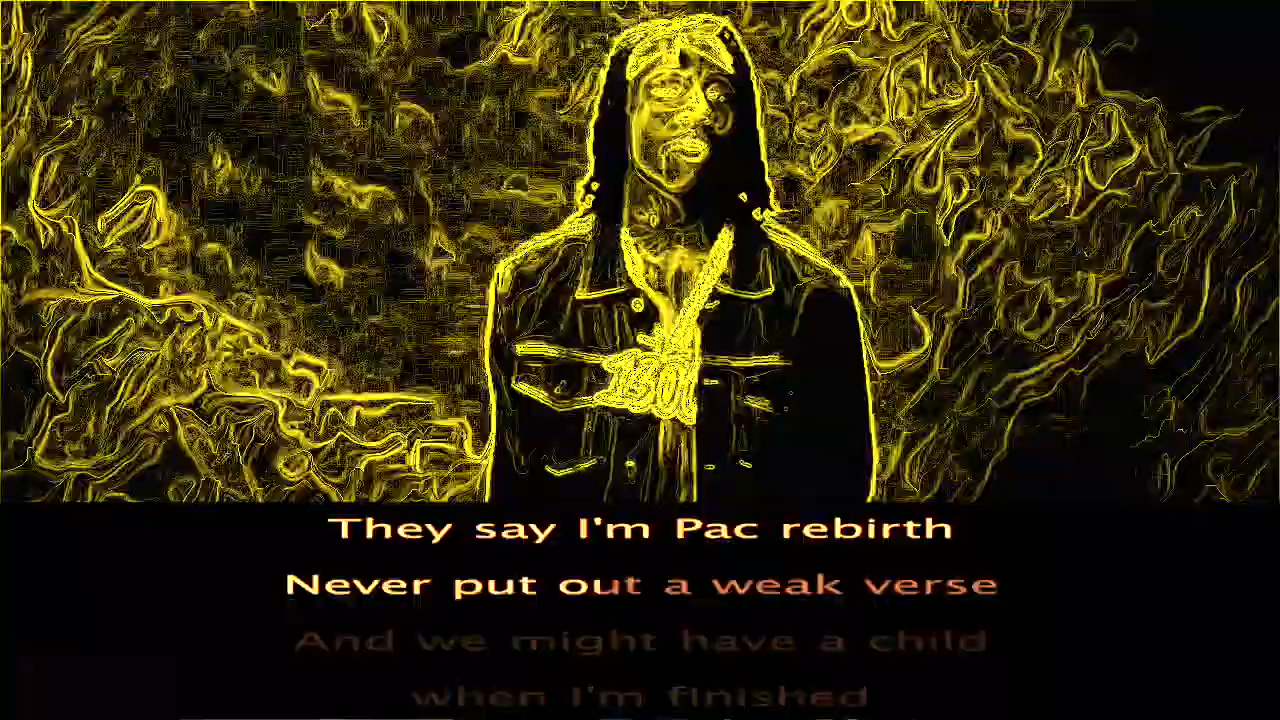 They say I'm Pac rebirth
Never put out a weak verse
And we might have a child
when I'm finished